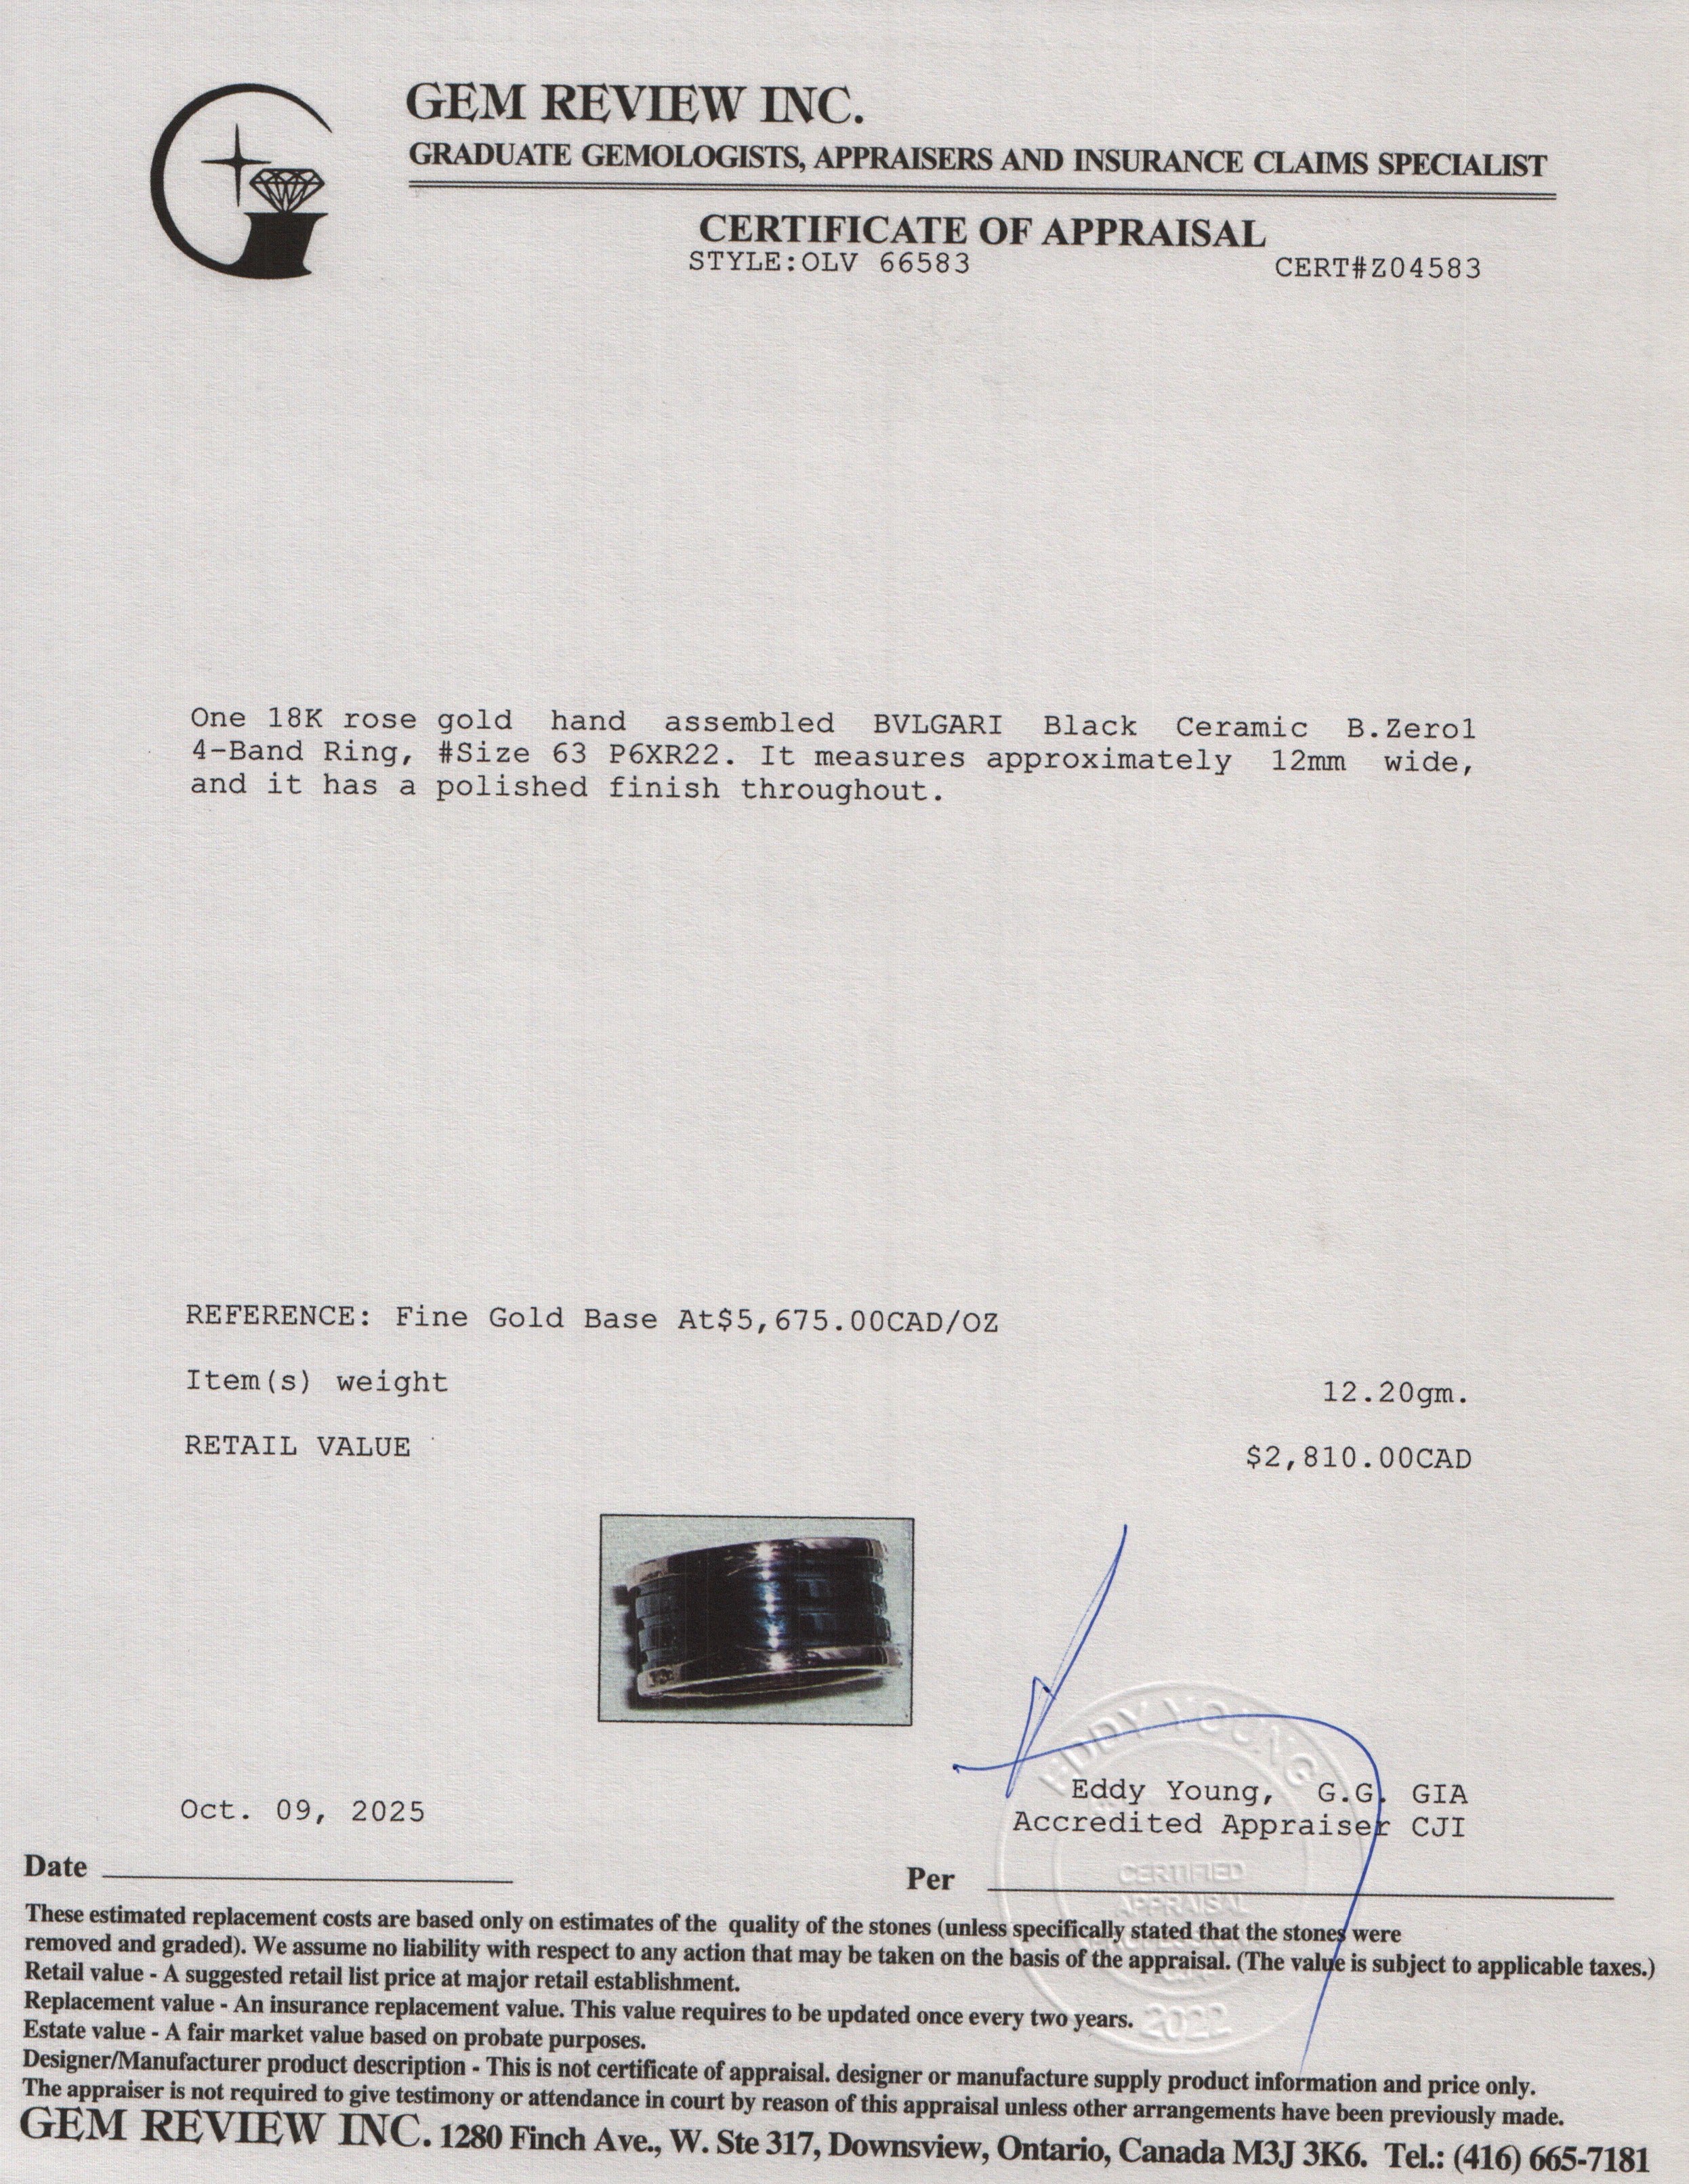 GEM REVIEW INC.
GRADUATE GEMOLOGISTS, APPRAISERS AND INSURANCE CLAIMS SPECIALIST
CERTIFICATE OF APPRAISAL
STYLE:OLV 66583 CERT#Z04583
One 18K rose gold hand assembled BVLGARI Black Ceramic B.Zero1
4-Band Ring, #Size 63 P6XR22. It measures approximately 12mm wide,
and it has a polished finish throughout.
REFERENCE: Fine Gold Base At$5,675.00CAD/OZ
Item(s) weight 12.20gm.
RETAIL VALUE $2,810.00CAD
EDDY YOUNG
Eddy Young, G.G. GIA
Oct. 09, 2025
Accredited Appraiser CJI
CERTIFIED
APPRAISAL
2022
Date Per
These estimated replacement costs are based only on estimates of the quality of the stones (unless specifically stated that the stones were
removed and graded). We assume no liability with respect to any action that may be taken on the basis of the appraisal. (The value is subject to applicable taxes.)
Retail value - A suggested retail list price at major retail establishment.
Replacement value - An insurance replacement value. This value requires to be updated once every two years.
Estate value - A fair market value based on probate purposes.
Designer/Manufacturer product description - This is not certificate of appraisal. designer or manufacture supply product information and price only.
The appraiser is not required to give testimony or attendance in court by reason of this appraisal unless other arrangements have been previously made.
GEM REVIEW INC. 1280 Finch Ave., W. Ste 317, Downsview, Ontario, Canada M3J 3K6. Tel.: (416) 665-7181